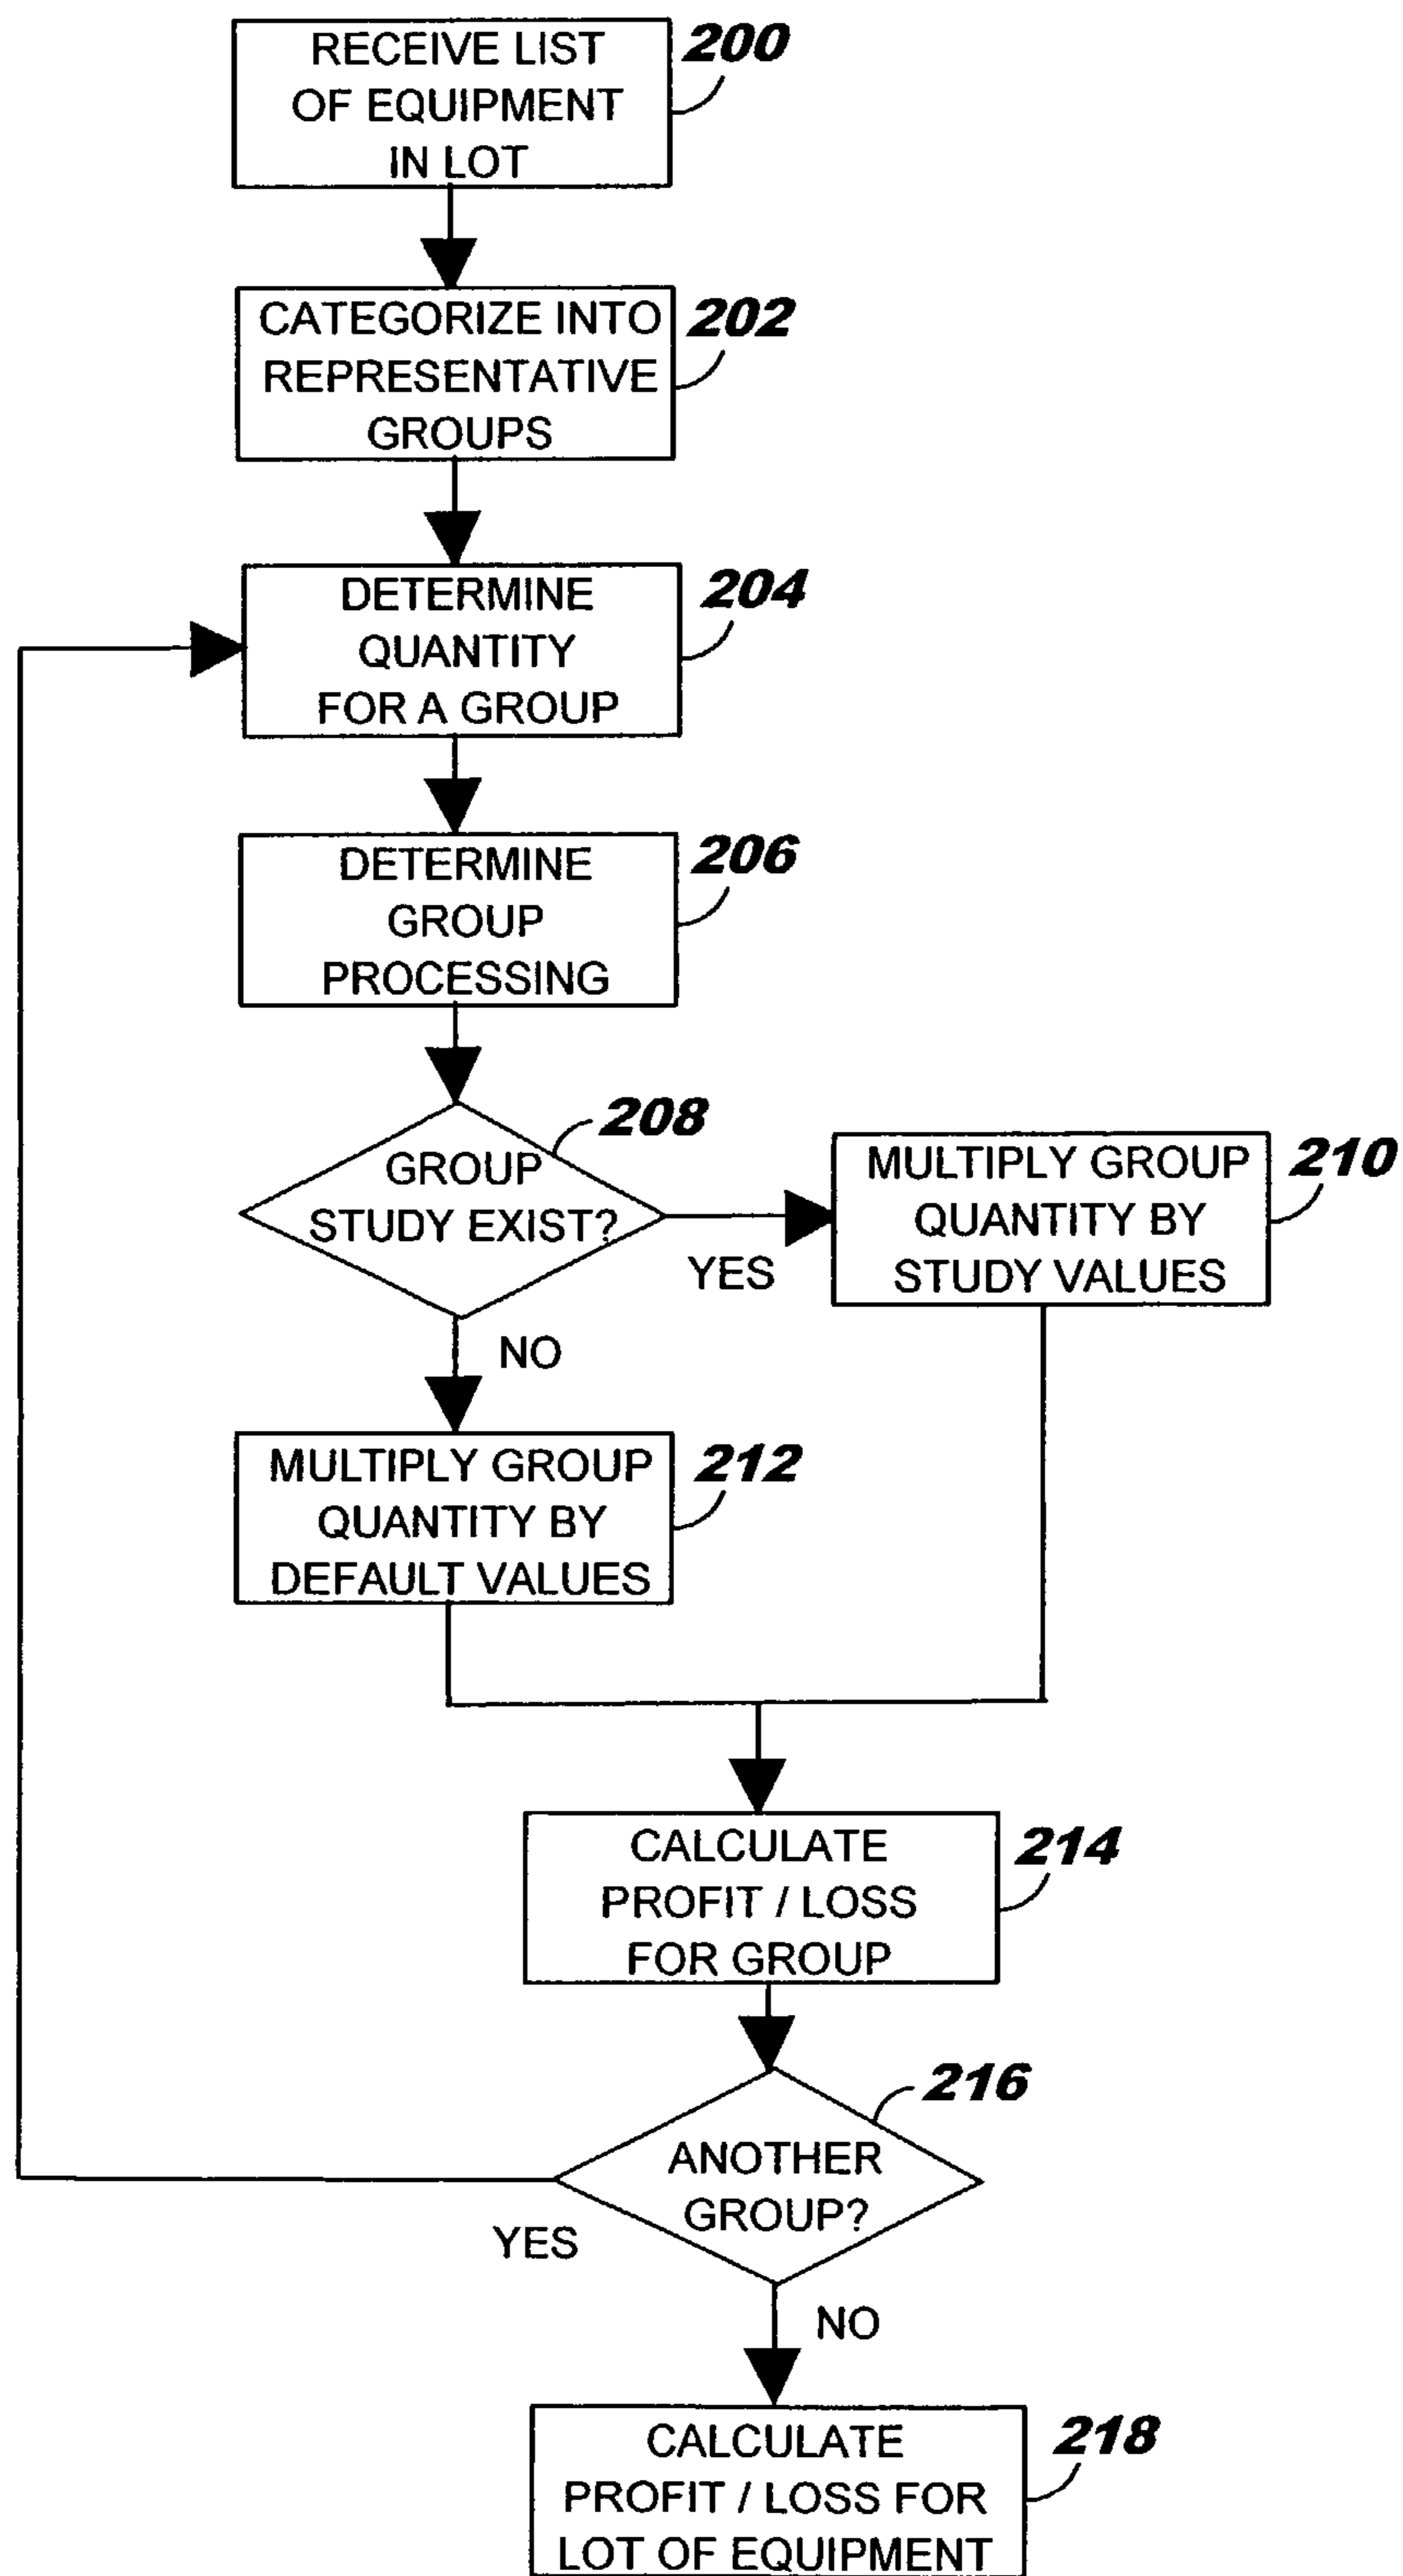 RECEIVE LIST
OF EQUIPMENT
IN LOT
200
CATEGORIZE INTO
REPRESENTATIVE
GROUPS
202
DETERMINE
QUANTITY
FOR A GROUP
204
DETERMINE
GROUP
PROCESSING
206
GROUP
STUDY EXIST?
208
YES
MULTIPLY GROUP
QUANTITY BY
STUDY VALUES
210
NO
MULTIPLY GROUP
QUANTITY BY
DEFAULT VALUES
212
CALCULATE
PROFIT / LOSS
FOR GROUP
214
ANOTHER
GROUP?
216
YES
NO
CALCULATE
PROFIT / LOSS FOR
LOT OF EQUIPMENT
218